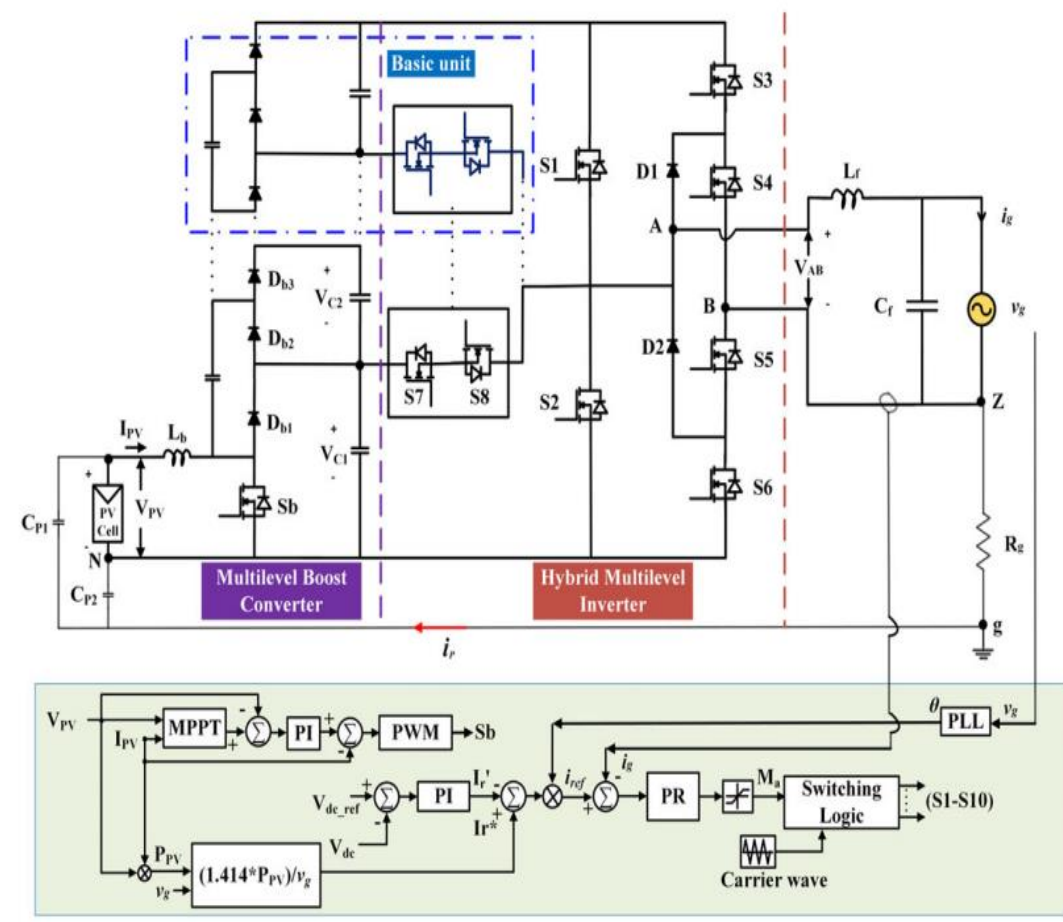 Basic unit
S3
S1
D1
S4
Lf
A
ig
Db3
+
VC2
-
+
VAB
-
Db2
B
Cf
vg
D2
S5
S7
S8
S2
Z
Db1
IPV
Lb
+
VC1
-
+
PV
Cell
-
VPV
Sb
S6
CP1
N
Rg
CP2
Multilevel Boost
Converter
Hybrid Multilevel
Inverter
g
ir
VPV
MPPT
-
+
Σ
PI
+
-
Σ
PWM
Sb
IPV
θ
PLL
vg
ig
Vdc_ref
+
-
Σ
PI
Ir'
-
+
Σ
iref
+
-
Σ
PR
Ma
Switching
Logic
(S1-S10)
Ir*
Vdc
PPV
vg
(1.414*PPV)/vg
Carrier wave